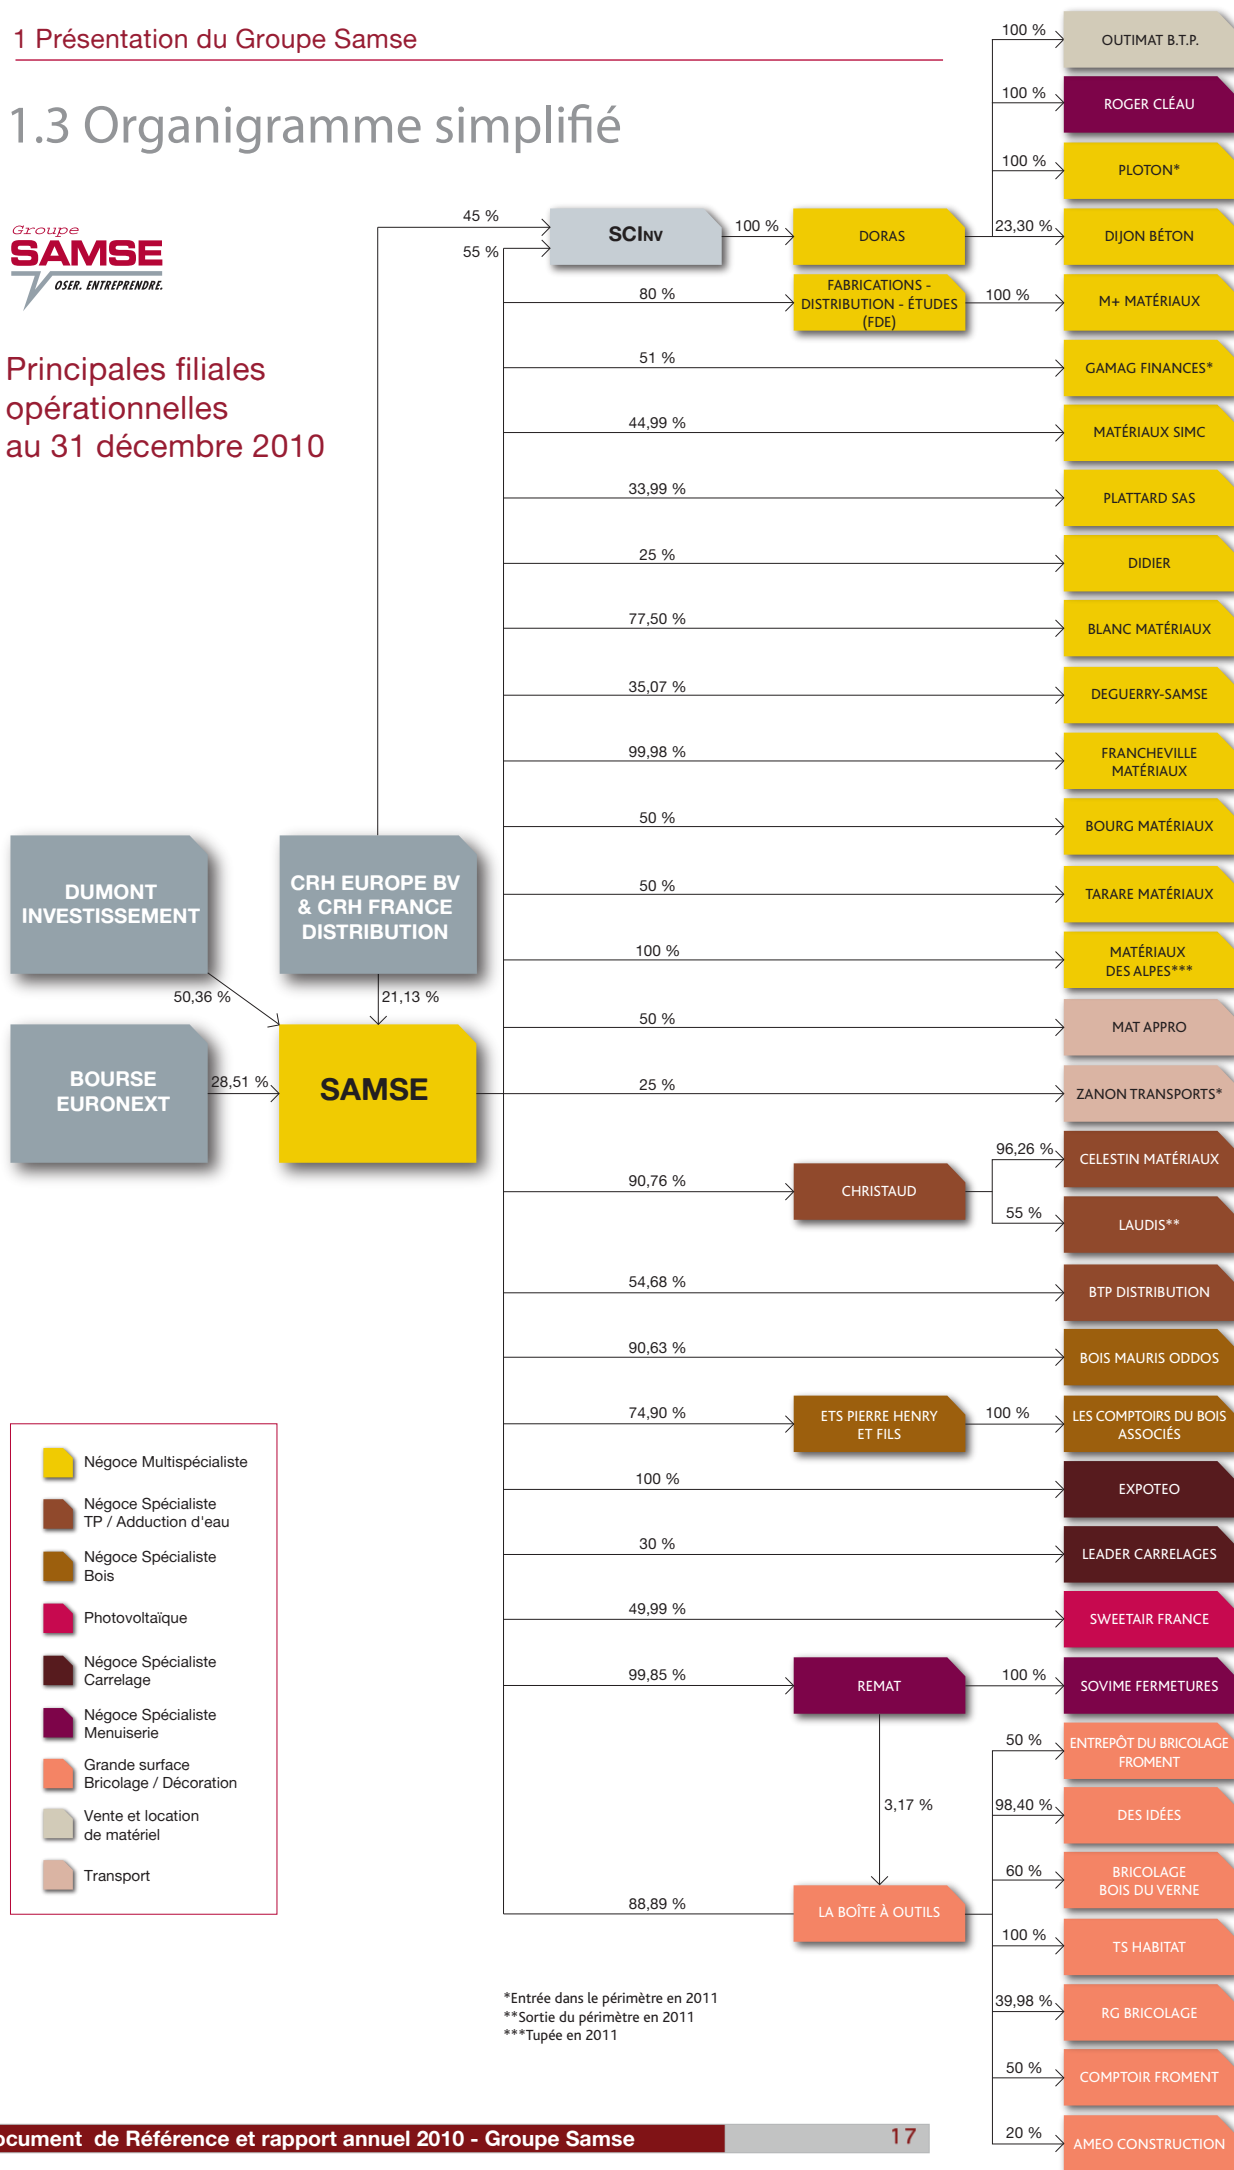 1 Présentation du Groupe Samse
1.3 Organigramme simplifié
Groupe
SAMSE
OSER. ENTREPRENDRE.
Principales filiales
opérationnelles
au 31 décembre 2010
100 %
OUTIMAT B.T.P.
100 %
ROGER CLÉAU
100 %
PLOTON*
45 %
55 %
SCINV
100 %
DORAS
23,30 %
DIJON BÉTON
80 %
FABRICATIONS -
DISTRIBUTION - ÉTUDES
(FDE)
100 %
M+ MATÉRIAUX
51 %
GAMAG FINANCES*
44,99 %
MATÉRIAUX SIMC
33,99 %
PLATTARD SAS
25 %
DIDIER
77,50 %
BLANC MATÉRIAUX
35,07 %
DEGUERRY-SAMSE
99,98 %
FRANCHEVILLE
MATÉRIAUX
50 %
BOURG MATÉRIAUX
50 %
TARARE MATÉRIAUX
100 %
MATÉRIAUX
DES ALPES***
50 %
MAT APPRO
25 %
ZANON TRANSPORTS*
DUMONT
INVESTISSEMENT
CRH EUROPE BV
& CRH FRANCE
DISTRIBUTION
50,36 %
21,13 %
BOURSE
EURONEXT
28,51 %
SAMSE
90,76 %
CHRISTAUD
96,26 %
CELESTIN MATÉRIAUX
55 %
LAUDIS**
54,68 %
BTP DISTRIBUTION
90,63 %
BOIS MAURIS ODDOS
74,90 %
ETS PIERRE HENRY
ET FILS
100 %
LES COMPTOIRS DU BOIS
ASSOCIÉS
100 %
EXPOTEO
30 %
LEADER CARRELAGES
49,99 %
SWEETAIR FRANCE
99,85 %
REMAT
100 %
SOVIME FERMETURES
3,17 %
88,89 %
LA BOÎTE À OUTILS
50 %
ENTREPÔT DU BRICOLAGE
FROMENT
98,40 %
DES IDÉES
60 %
BRICOLAGE
BOIS DU VERNE
100 %
TS HABITAT
39,98 %
RG BRICOLAGE
50 %
COMPTOIR FROMENT
20 %
AMEO CONSTRUCTION
Négoce Multispécialiste
Négoce Spécialiste
TP / Adduction d'eau
Négoce Spécialiste
Bois
Photovoltaïque
Négoce Spécialiste
Carrelage
Négoce Spécialiste
Menuiserie
Grande surface
Bricolage / Décoration
Vente et location
de matériel
Transport
*Entrée dans le périmètre en 2011
**Sortie du périmètre en 2011
***Tupée en 2011
ocument de Référence et rapport annuel 2010 - Groupe Samse
17